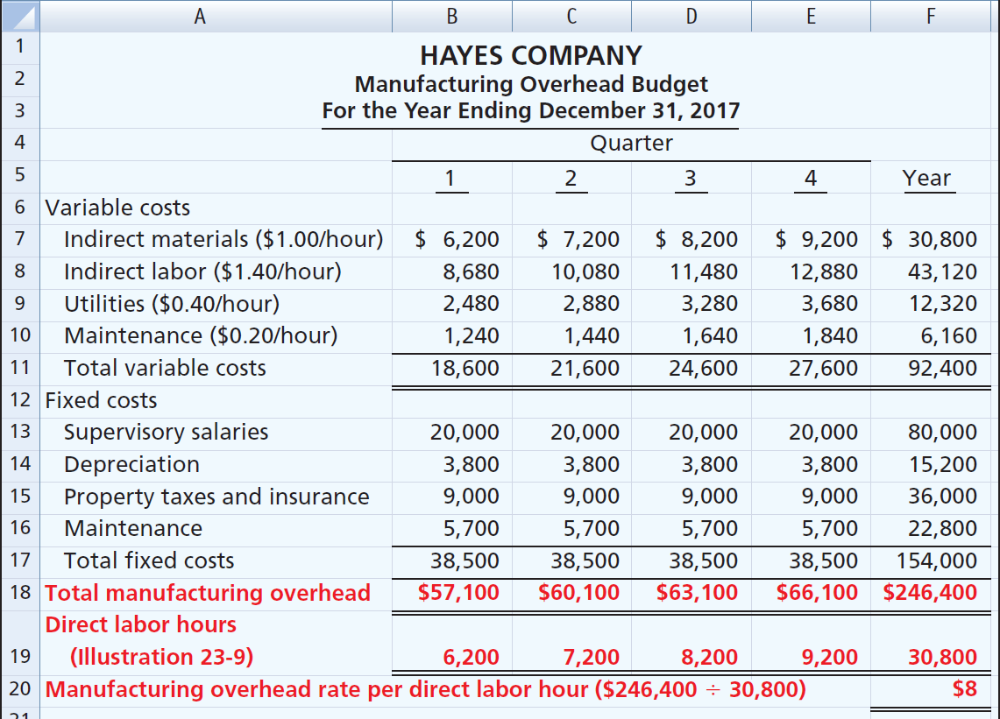 A B C D E F
1 HAYES COMPANY
2 Manufacturing Overhead Budget
3 For the Year Ending December 31, 2017
4 Quarter
5 1 2 3 4 Year
6 Variable costs
7 Indirect materials ($1.00/hour) $ 6,200 $ 7,200 $ 8,200 $ 9,200 $ 30,800
8 Indirect labor ($1.40/hour) 8,680 10,080 11,480 12,880 43,120
9 Utilities ($0.40/hour) 2,480 2,880 3,280 3,680 12,320
10 Maintenance ($0.20/hour) 1,240 1,440 1,640 1,840 6,160
11 Total variable costs 18,600 21,600 24,600 27,600 92,400
12 Fixed costs
13 Supervisory salaries 20,000 20,000 20,000 20,000 80,000
14 Depreciation 3,800 3,800 3,800 3,800 15,200
15 Property taxes and insurance 9,000 9,000 9,000 9,000 36,000
16 Maintenance 5,700 5,700 5,700 5,700 22,800
17 Total fixed costs 38,500 38,500 38,500 38,500 154,000
18 Total manufacturing overhead $57,100 $60,100 $63,100 $66,100 $246,400
Direct labor hours
19 (Illustration 23-9) 6,200 7,200 8,200 9,200 30,800
20 Manufacturing overhead rate per direct labor hour ($246,400 ÷ 30,800) $8
21